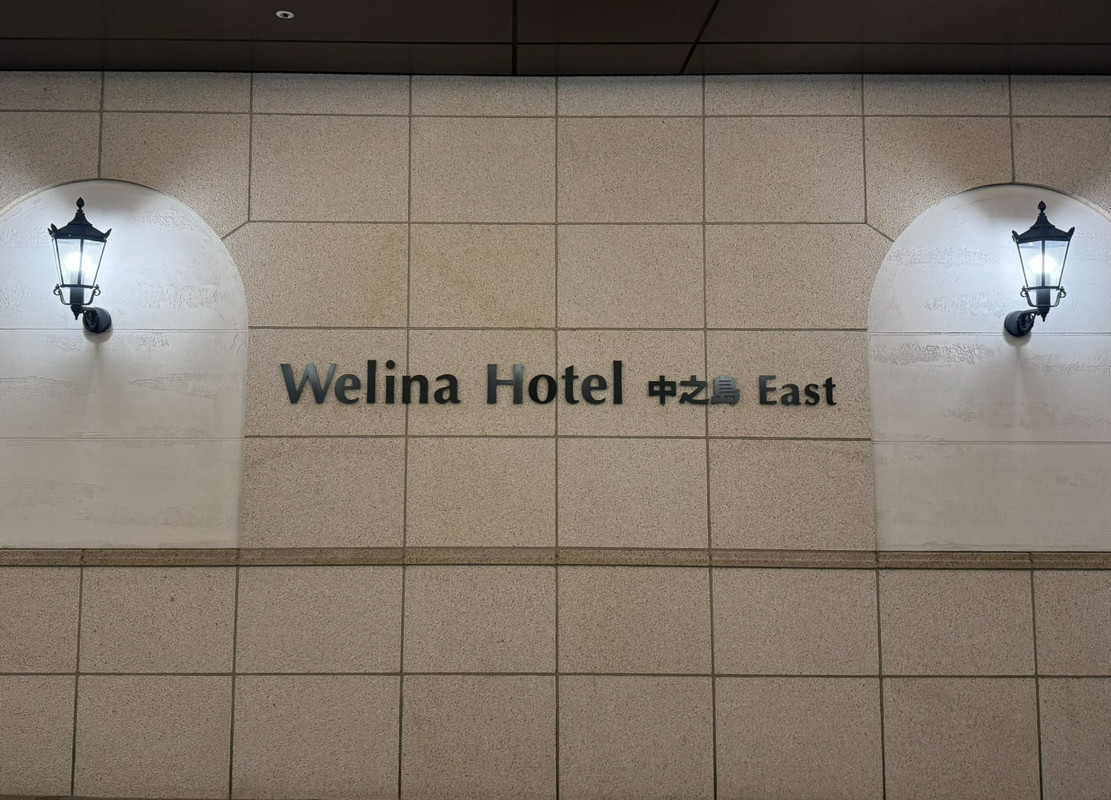 Welina Hotel 中之島 East